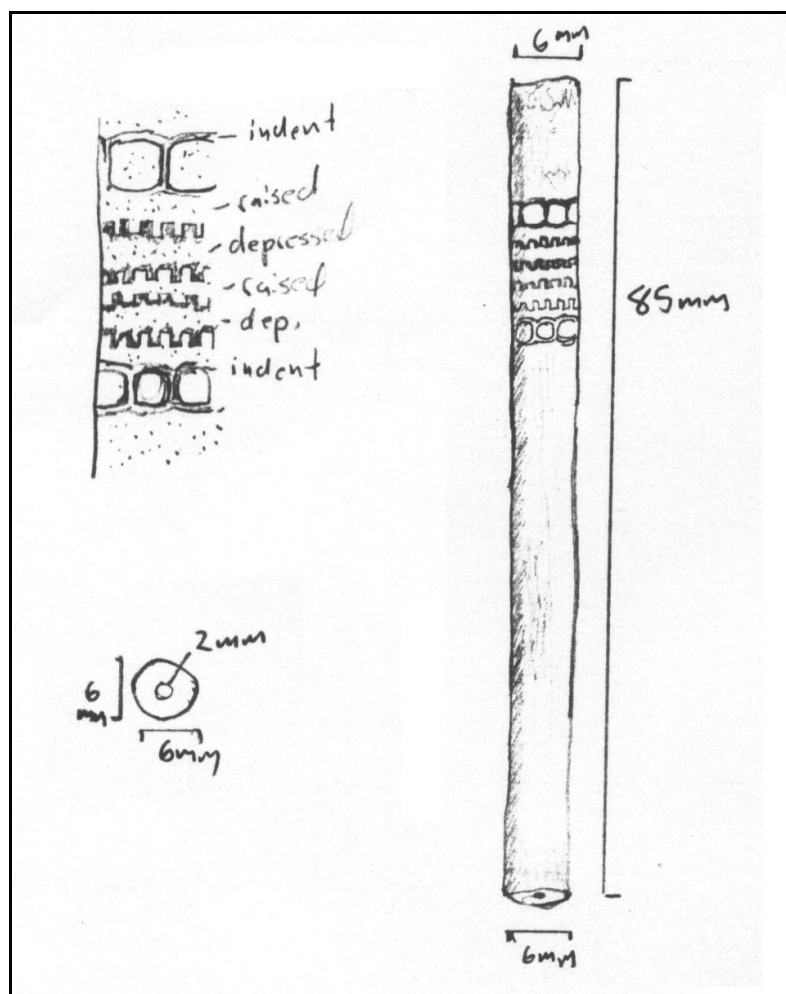 indent
raised
depressed
raised
dep.
indent
2mm
6
mm
6mm
6mm
85mm
6mm